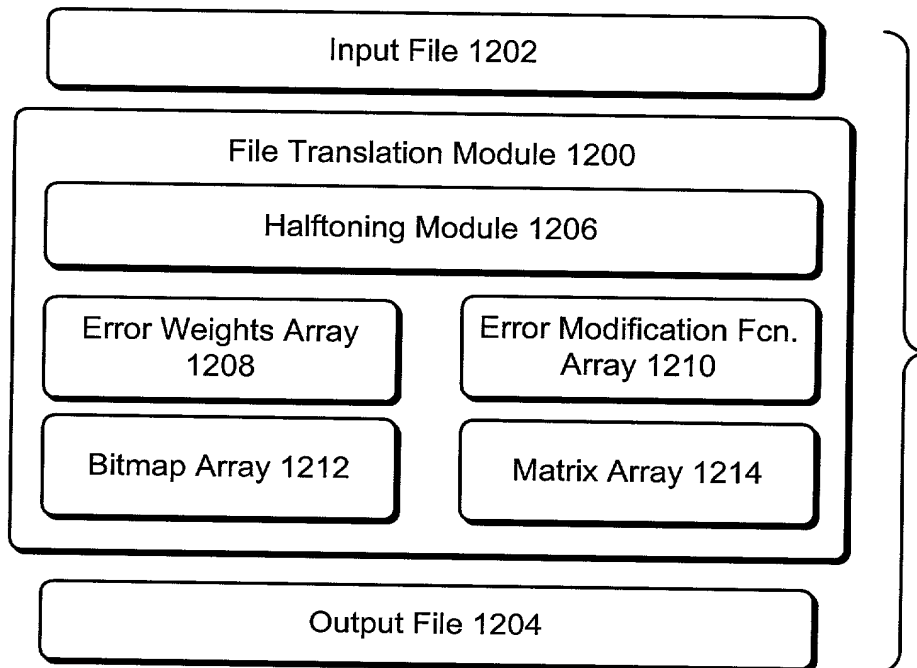 Input File 1202
File Translation Module 1200
Halftoning Module 1206
Error Weights Array
1208
Error Modification Fcn.
Array 1210
Bitmap Array 1212
Matrix Array 1214
Output File 1204